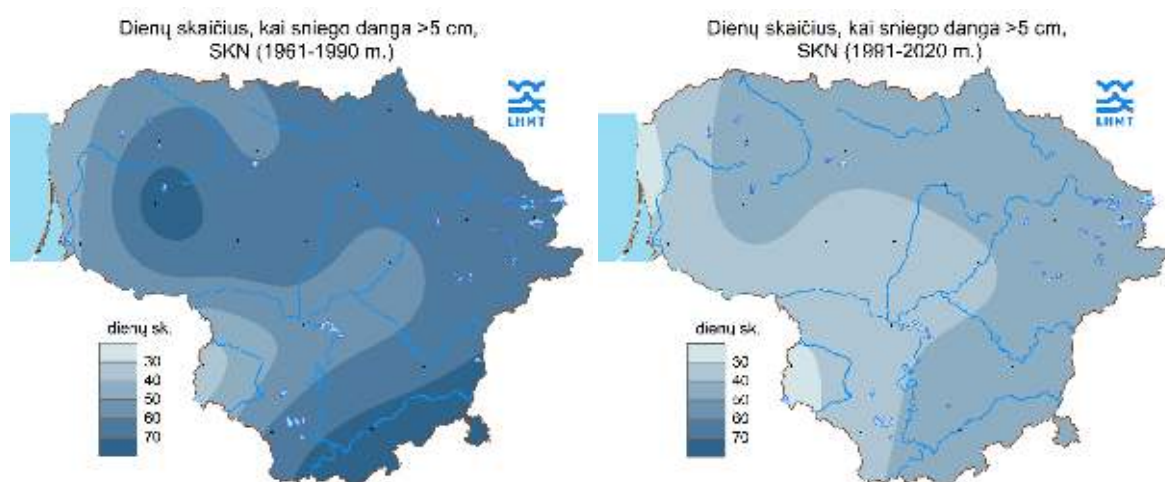 Dienų skaičius, kai sniego danga >5 cm,
SKN (1961-1990 m.)
LHMT
dienų sk.
30
40
50
60
70
Dienų skaičius, kai sniego danga >5 cm,
SKN (1991-2020 m.)
LHMT
dienų sk.
30
40
50
60
70